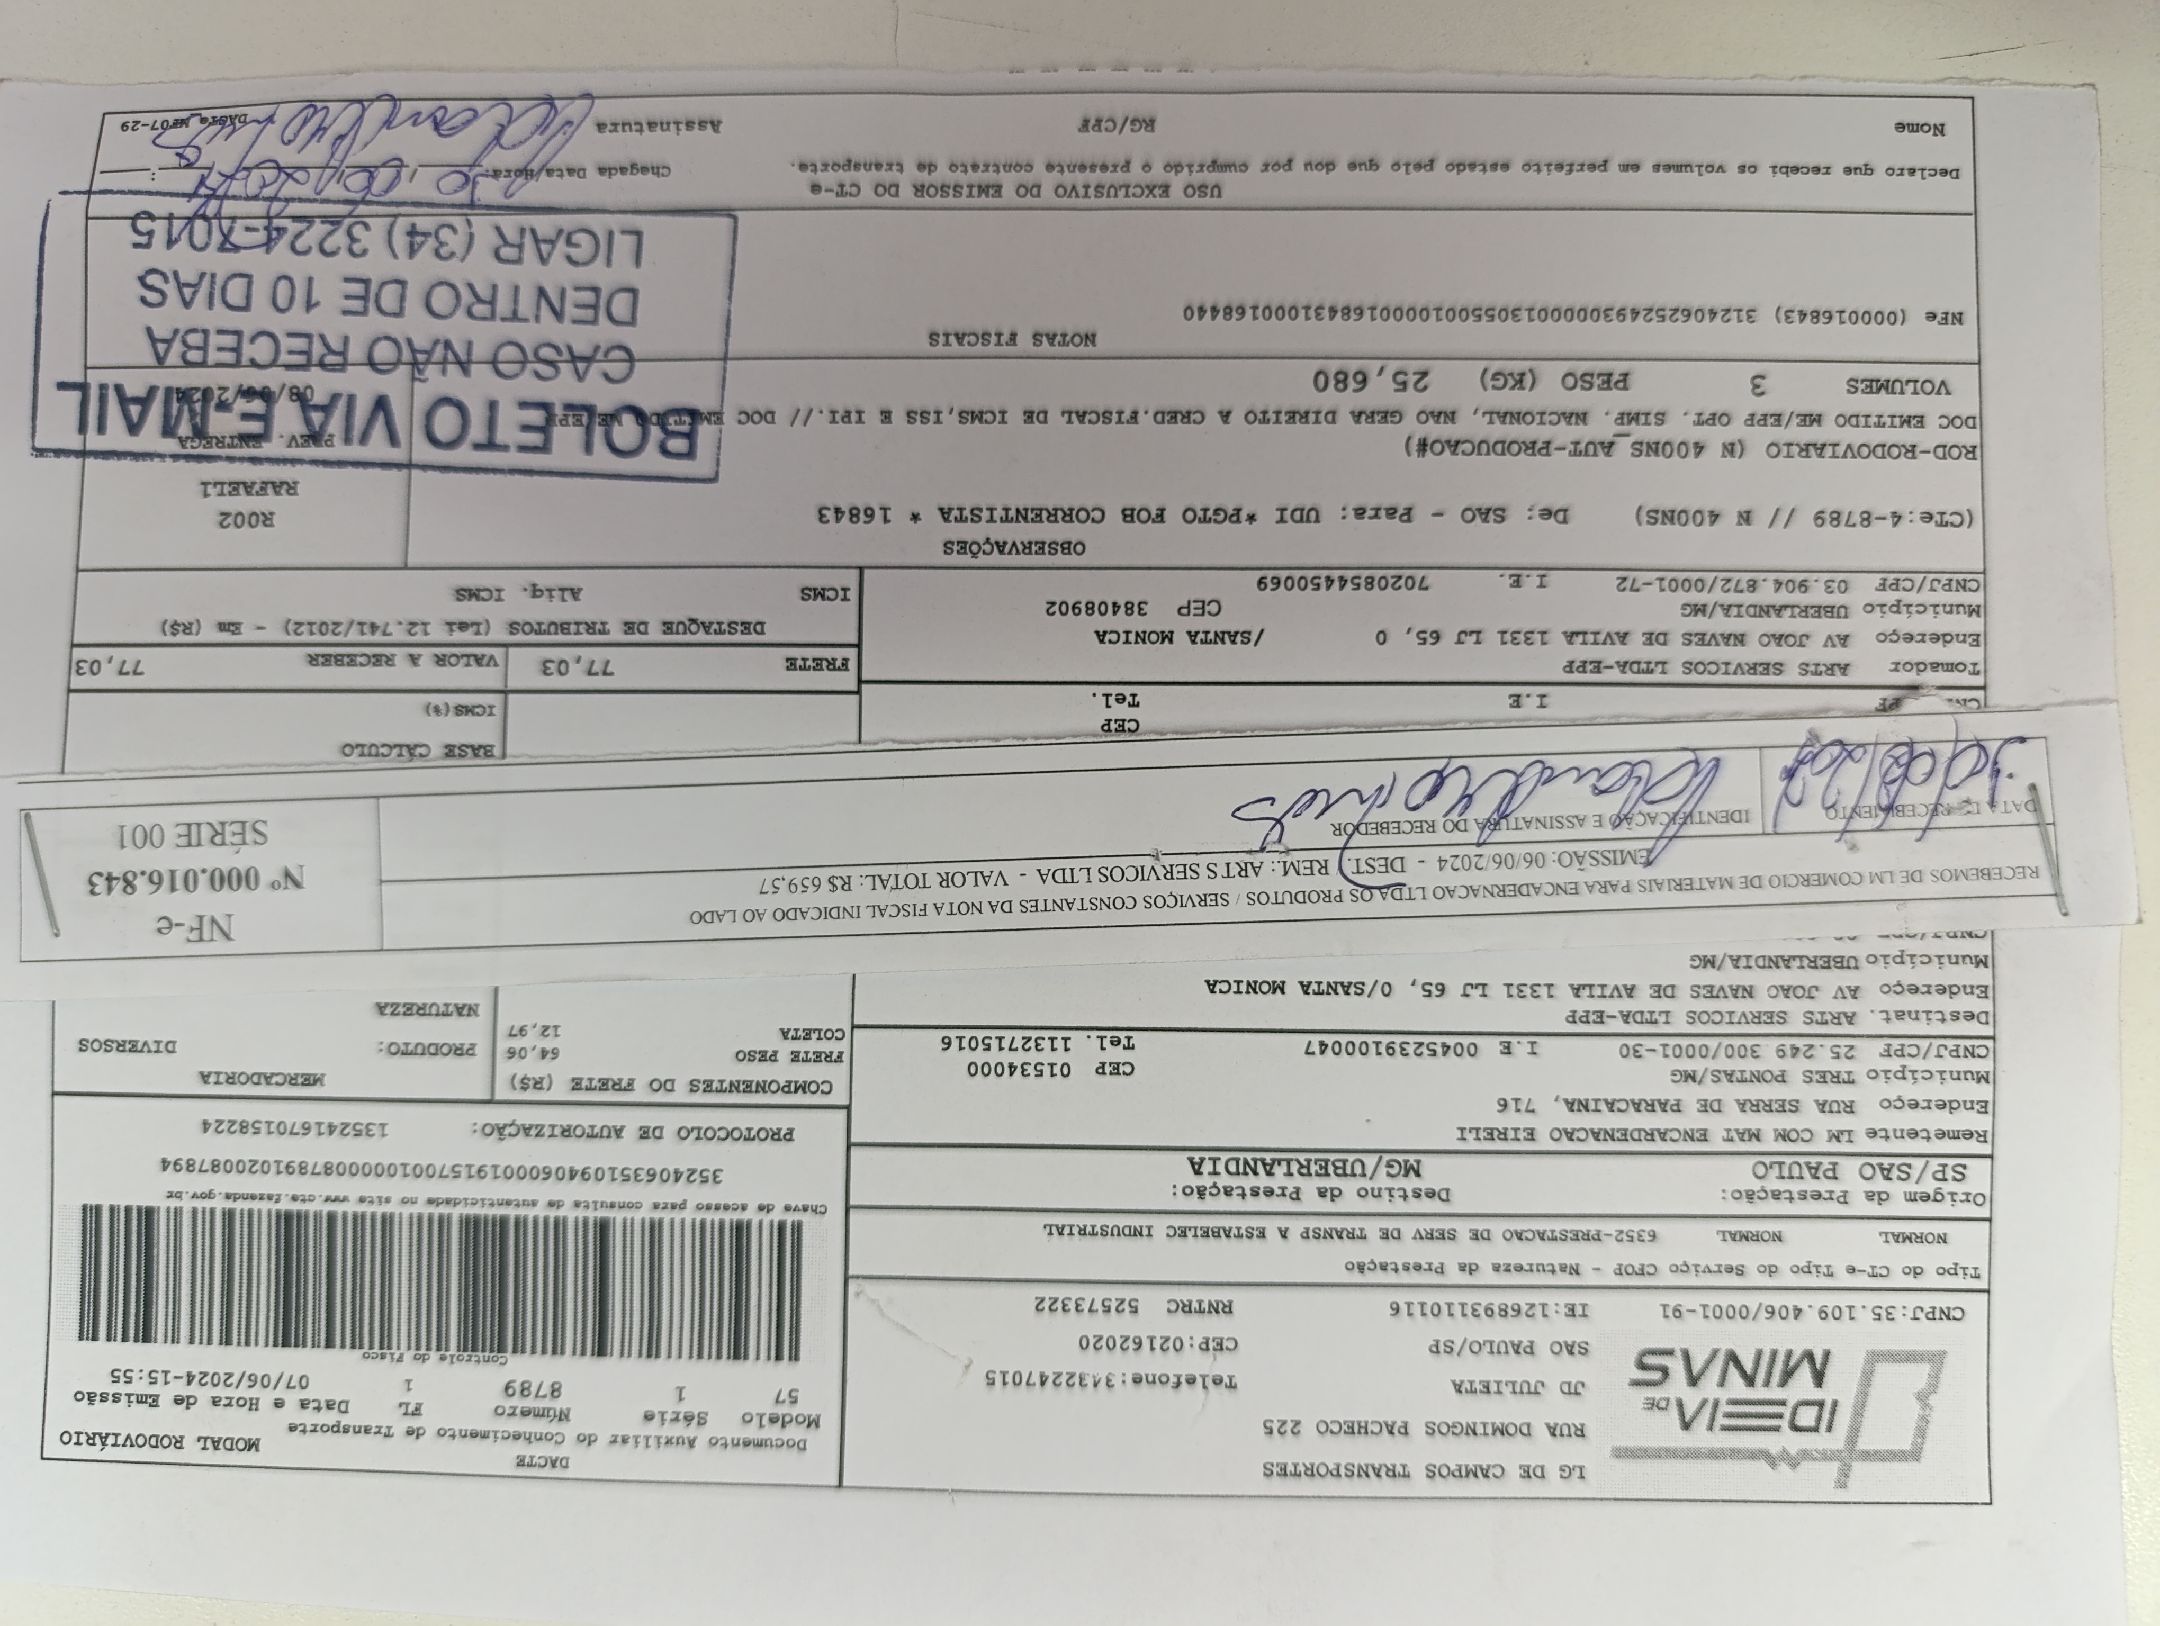 IDEIA DE
MINAS
LG DE CAMPOS TRANSPORTES
RUA DOMINGOS PACHECO 225
JD JULIETA Telefone:3432247015
SAO PAULO/SP CEP:02162020
CNPJ:35.109.406/0001-91 IE:126893110116 RNTRC 52573322
DACTE
Documento Auxiliar do Conhecimento de Transporte MODAL RODOVIÁRIO
Modelo Série Número FL Data e Hora de Emissão
57 1 8789 1 07/06/2024-15:55
Controle do Fisco
Chave de acesso para consulta de autenticidade no site www.cte.fazenda.gov.br
35240635109406000191570010000087891020087894
PROTOCOLO DE AUTORIZAÇÃO: 135241670158224
Tipo do CT-e Tipo do Serviço CFOP - Natureza da Prestação
NORMAL NORMAL 6352-PRESTACAO DE SERV DE TRANSP A ESTABELEC INDUSTRIAL
Origem da Prestação: Destino da Prestação:
SP/SAO PAULO MG/UBERLANDIA
Remetente LM COM MAT ENCARDENACAO EIRELI
Endereço RUA SERRA DE PARACAINA, 716
Município TRES PONTAS/MG CEP 01534000
CNPJ/CPF 25.249.300/0001-30 I.E 0045239100047 Tel. 1132715016
Destinat. ARTS SERVICOS LTDA-EPP
Endereço AV JOAO NAVES DE AVILA 1331 LJ 65, 0/SANTA MONICA
Município UBERLANDIA/MG
COMPONENTES DO FRETE (R$)
FRETE PESO 64,06
COLETA 12,97
MERCADORIA
PRODUTO: DIVERSOS
NATUREZA
RECEBEMOS DE LM COMERCIO DE MATERIAIS PARA ENCADERNACAO LTDA OS PRODUTOS / SERVIÇOS CONSTANTES DA NOTA FISCAL INDICADO AO LADO
EMISSÃO: 06/06/2024 - DEST. / REM.: ARTS SERVICOS LTDA - VALOR TOTAL: R$ 659,57
DATA DE RECEBIMENTO IDENTIFICAÇÃO E ASSINATURA DO RECEBEDOR
NF-e
Nº 000.016.843
SÉRIE 001
CEP
I.E Tel.
BASE CÁLCULO
ICMS(%)
Tomador ARTS SERVICOS LTDA-EPP
Endereço AV JOAO NAVES DE AVILA 1331 LJ 65, 0 /SANTA MONICA
Município UBERLANDIA/MG CEP 38408902
CNPJ/CPF 03.904.872/0001-72 I.E. 7020854450069
FRETE 77,03 VALOR A RECEBER 77,03
DESTAQUE DE TRIBUTOS (Lei 12.741/2012) - Em (R$)
ICMS Aliq. ICMS
OBSERVAÇÕES
(CTe:4-8789 // N 400NS) De: SAO - Para: UDI *PGTO FOB CORRENTISTA * 16843
ROD-RODOVIARIO (N 400NS_AUT-PRODUCAO#)
DOC EMITIDO ME/EPP OPT. SIMP. NACIONAL, NAO GERA DIREITO A CRED.FISCAL DE ICMS,ISS E IPI.// DOC EMITIDO ME/EPP
R002
RAFAELI
PREV. ENTREGA
08/06/2024
VOLUMES 3 PESO (KG) 25,680
BOLETO VIA E-MAIL
CASO NÃO RECEBA
DENTRO DE 10 DIAS
LIGAR (34) 3224-7015
NOTAS FISCAIS
NFe (000016843) 31240625249300000130550010000168431000168440
USO EXCLUSIVO DO EMISSOR DO CT-e
Declaro que recebi os volumes em perfeito estado pelo que dou por cumprido o presente contrato de transporte.
Chegada Data/Hora:
Nome RG/CPF Assinatura
DACTe_MF07-29